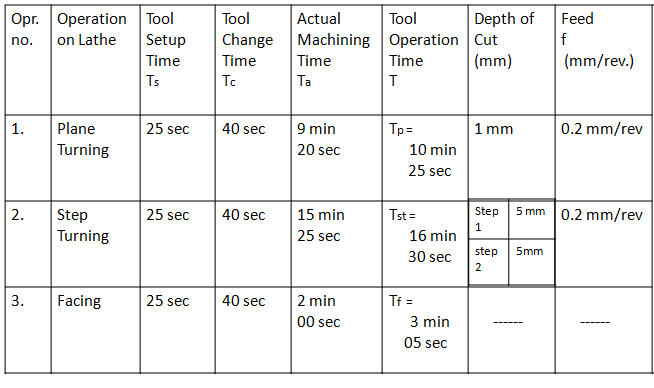 Opr. no.
Operation on Lathe
Tool Setup Time Ts
Tool Change Time Tc
Actual Machining Time Ta
Tool Operation Time T
Depth of Cut (mm)
Feed f (mm/rev.)
1.
Plane Turning
25 sec
40 sec
9 min 20 sec
Tp = 10 min 25 sec
1 mm
0.2 mm/rev
2.
Step Turning
25 sec
40 sec
15 min 25 sec
Tst = 16 min 30 sec
Step 1
5 mm
step 2
5mm
0.2 mm/rev
3.
Facing
25 sec
40 sec
2 min 00 sec
Tf = 3 min 05 sec
------
------